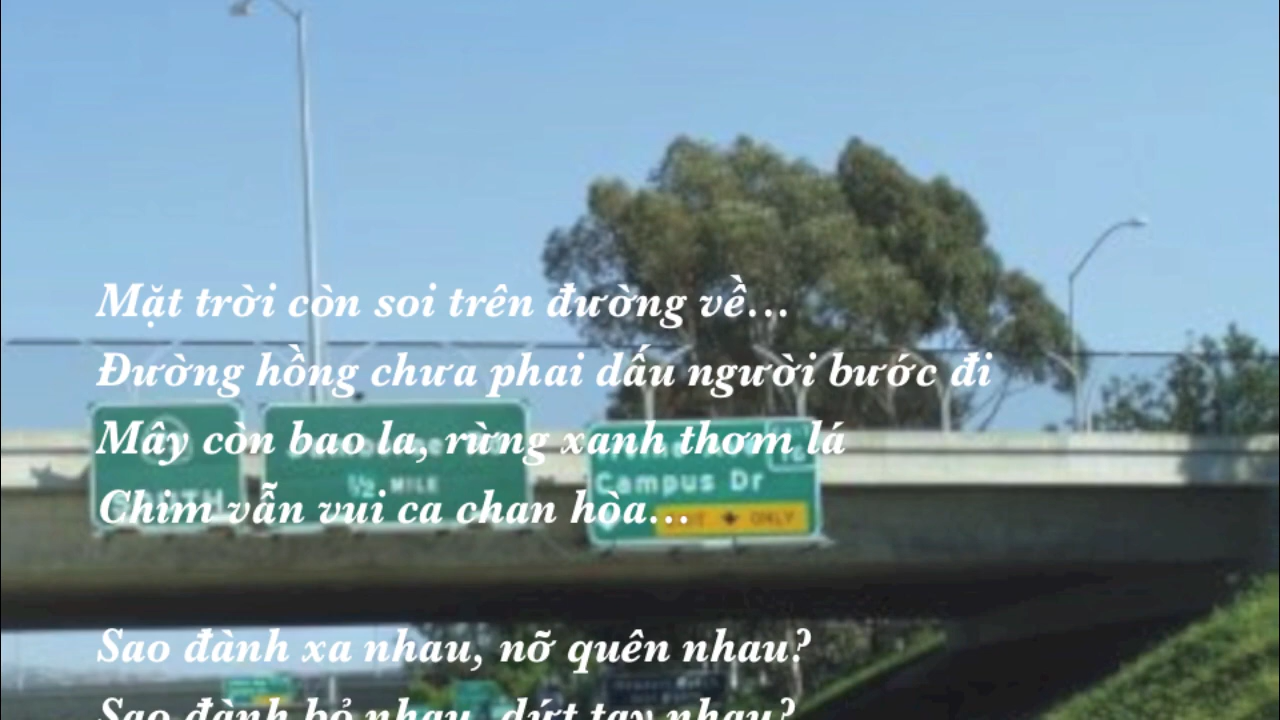 Mặt trời còn soi trên đường về...
Đường hồng chưa phai dấu người bước đi
Mây còn bao la, rừng xanh thơm lá
Chim vẫn vui ca chan hòa...
½ MILE
Campus Dr
ONLY
Sao đành xa nhau, nỡ quên nhau?
Sao đành bỏ nhau, dứt tay nhau?